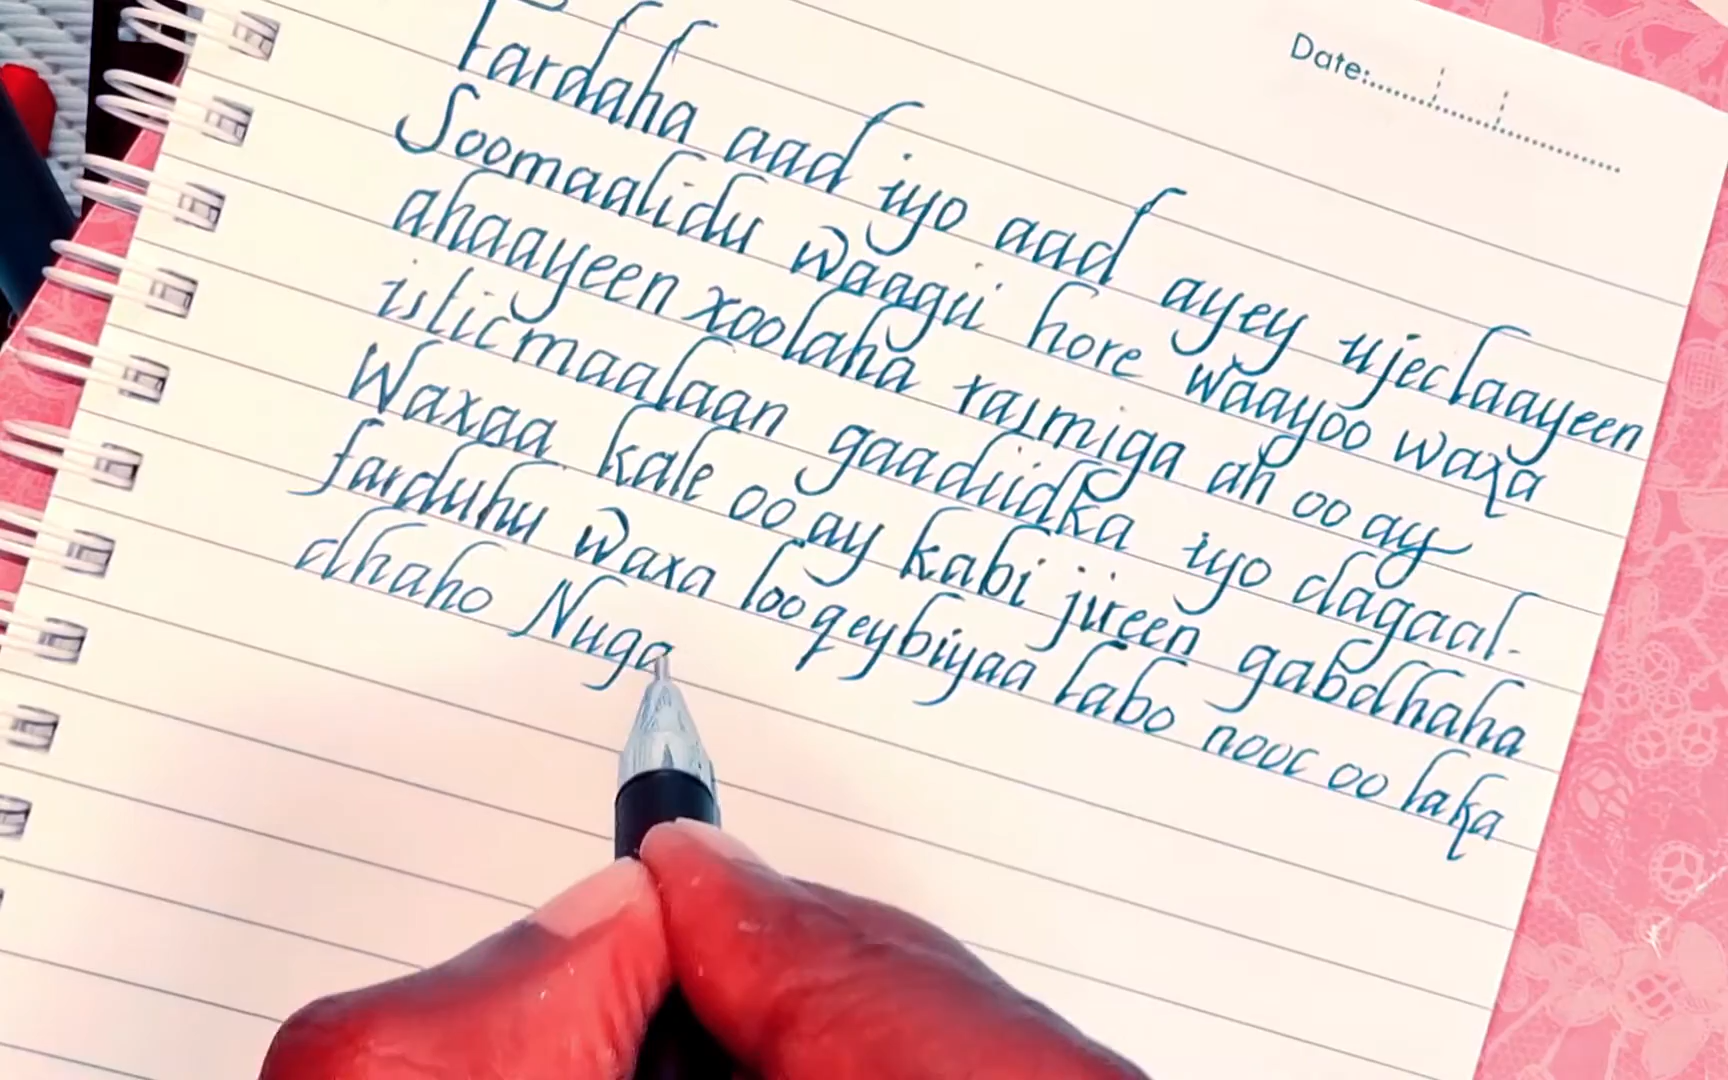 Date:
Fardaha aad iyo aad ayey ujeclaayeen
Soomaalidu waagii hore waayoo waxa
ahaayeen xoolaha rasmiga ah oo ay
isticmaalaan gaadiidka iyo dagaal-
Waxaa kale oo ay kabi jireen gabdhaha
farduhu waxa loo qeybiyaa labo nooc oo laka
dhaho Nuga